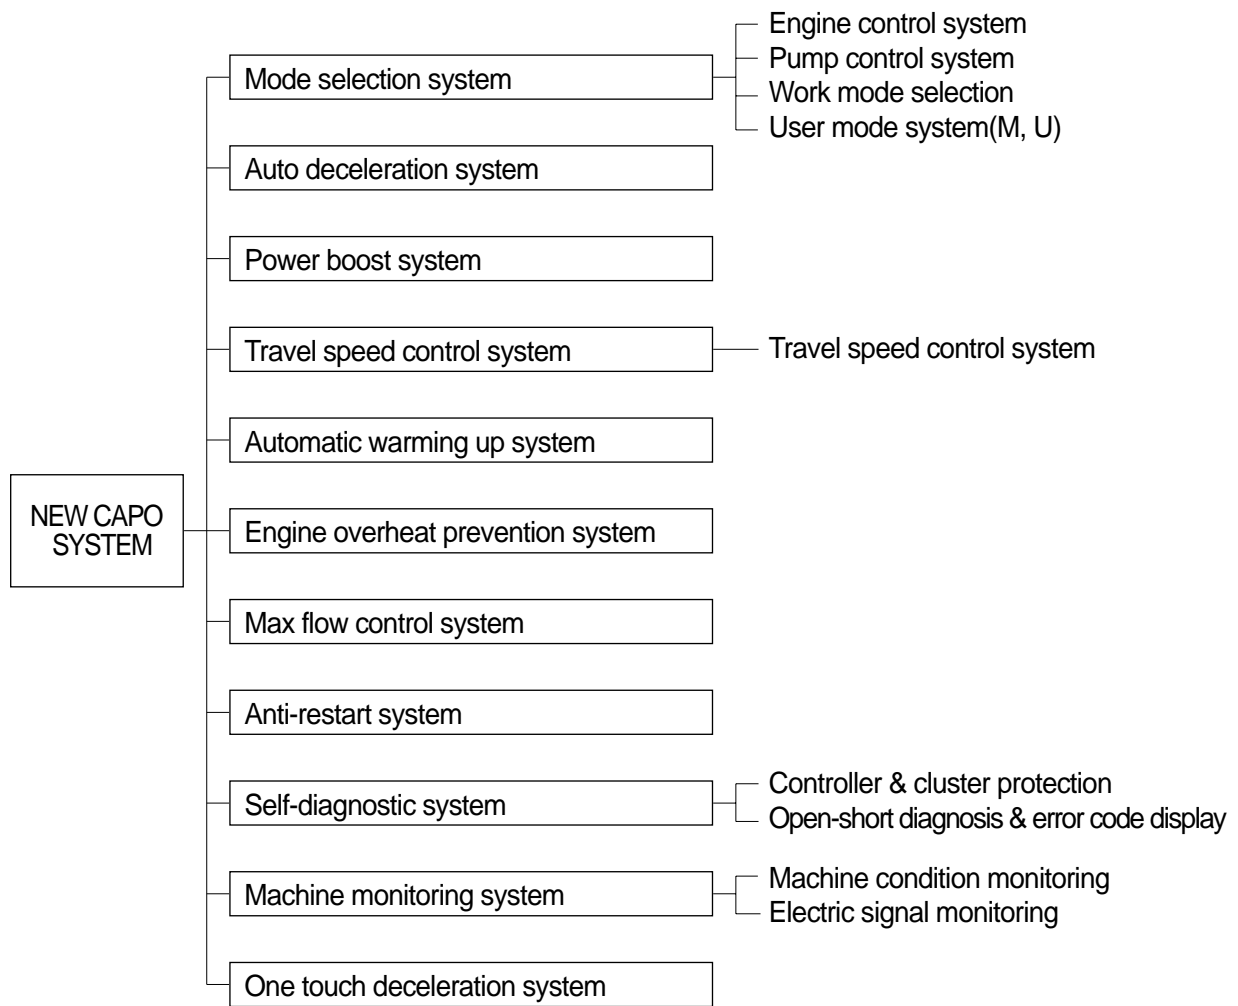 Engine control system
Mode selection system
Pump control system
Work mode selection
User mode system(M, U)
Auto deceleration system
Power boost system
Travel speed control system
Travel speed control system
Automatic warming up system
NEW CAPO
SYSTEM
Engine overheat prevention system
Max flow control system
Anti-restart system
Self-diagnostic system
Controller & cluster protection
Open-short diagnosis & error code display
Machine monitoring system
Machine condition monitoring
Electric signal monitoring
One touch deceleration system